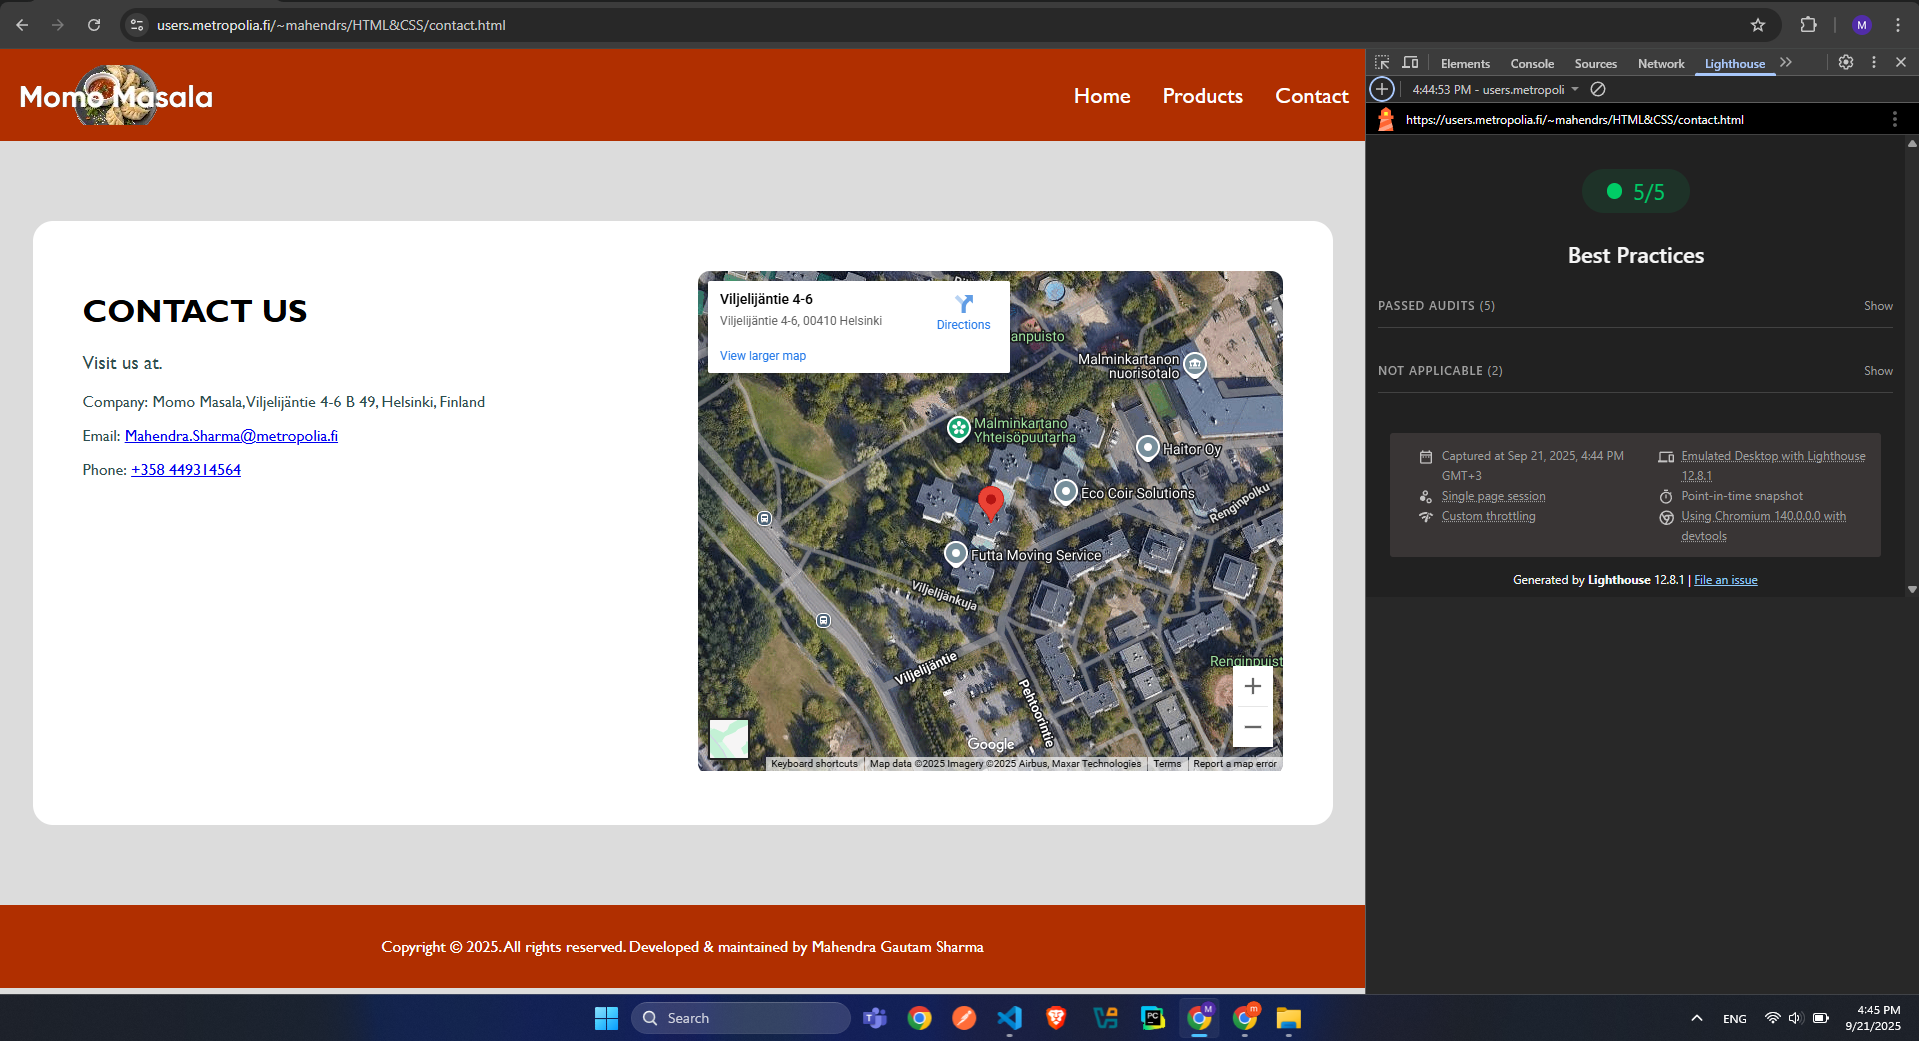 users.metropolia.fi/~mahendrs/HTML&CSS/contact.html
M
Momo Masala
Home
Products
Contact
CONTACT US
Visit us at.
Company: Momo Masala,Viljelijäntie 4-6 B 49, Helsinki, Finland
Email: Mahendra.Sharma@metropolia.fi
Phone: +358 449314564
Viljelijäntie 4-6
Viljelijäntie 4-6, 00410 Helsinki
Directions
View larger map
anpuisto
Malminkartanon
nuorisotalo
Malminkartano
Yhteisöpuutarha
Haitor Oy
Eco Coir Solutions
Renginpolku
Futta Moving Service
Viljelijänkuja
Viljelijäntie
Pehtoorintie
Renginpuist
Google
Keyboard shortcuts
Map data ©2025 Imagery ©2025 Airbus, Maxar Technologies
Terms
Report a map error
Copyright © 2025. All rights reserved. Developed & maintained by Mahendra Gautam Sharma
Elements
Console
Sources
Network
Lighthouse
4:44:53 PM - users.metropoli
https://users.metropolia.fi/~mahendrs/HTML&CSS/contact.html
5/5
Best Practices
PASSED AUDITS (5)
Show
NOT APPLICABLE (2)
Show
Captured at Sep 21, 2025, 4:44 PM
GMT+3
Single page session
Custom throttling
Emulated Desktop with Lighthouse
12.8.1
Point-in-time snapshot
Using Chromium 140.0.0.0 with
devtools
Generated by Lighthouse 12.8.1 | File an issue
Search
PC
M
m
ENG
4:45 PM
9/21/2025